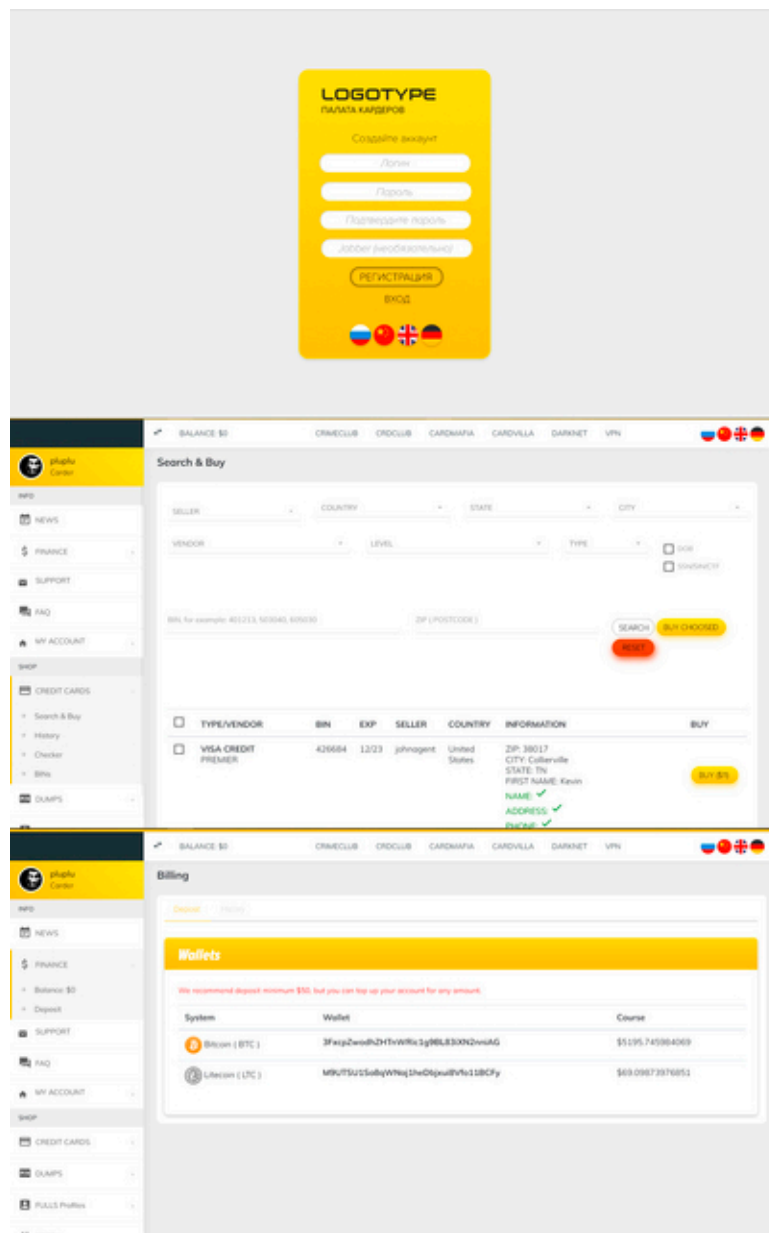 LOGOTYPE
ПАЛАТА КАРДЕРОВ
Создайте аккаунт
Логин
Пароль
Подтвердите пароль
Jabber (необязательно)
РЕГИСТРАЦИЯ
ВХОД
BALANCE: $0 CRIMECLUB CRDCLUB CARDMAFIA CARDVILLA DARKNET VPN
pluplu
Carder
Search & Buy
INFO
NEWS
FINANCE
SUPPORT
FAQ
MY ACCOUNT
SHOP
CREDIT CARDS
Search & Buy
History
Checker
BINs
DUMPS
SELLER COUNTRY STATE CITY
VENDOR LEVEL TYPE DOB
SSN/SIN/CTF
BIN, for example: 401213, 503040, 605030 ZIP ( POSTCODE ) SEARCH BUY CHOOSED
RESET
TYPE/VENDOR BIN EXP SELLER COUNTRY INFORMATION BUY
VISA CREDIT 426684 12/23 johnagent United ZIP: 38017
PREMIER States CITY: Collierville
STATE: TN
FIRST NAME: Kevin
NAME:
ADDRESS:
PHONE:
BUY
BALANCE: $0 CRIMECLUB CRDCLUB CARDMAFIA CARDVILLA DARKNET VPN
pluplu
Carder
Billing
INFO
NEWS
FINANCE
Balance: $0
Deposit
SUPPORT
FAQ
MY ACCOUNT
SHOP
CREDIT CARDS
DUMPS
FULLS Profiles
Deposit
Wallets
We recommend deposit minimum $50, but you can top up your account for any amount.
System Wallet Course
Bitcoin ( BTC ) $5195.745984069
Litecoin ( LTC ) $69.09873976851